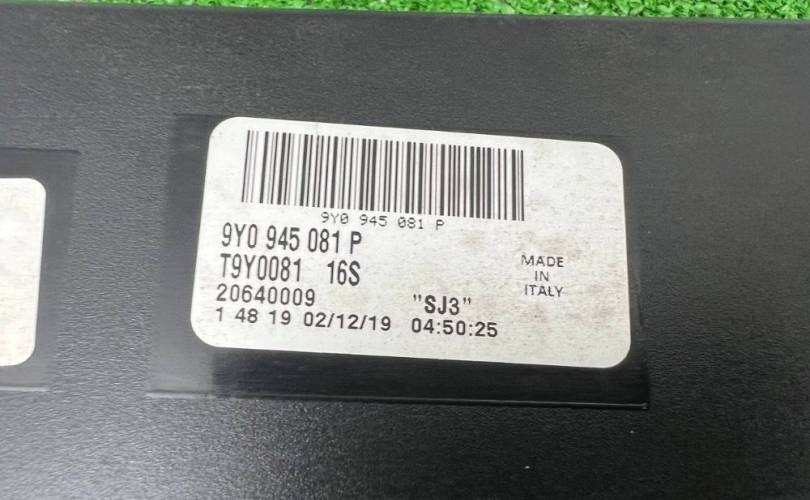 9Y0 945 081 P
9Y0 945 081 P
T9Y0081 16S
20640009 "SJ3"
1 48 19 02/12/19 04:50:25
MADE
IN
ITALY